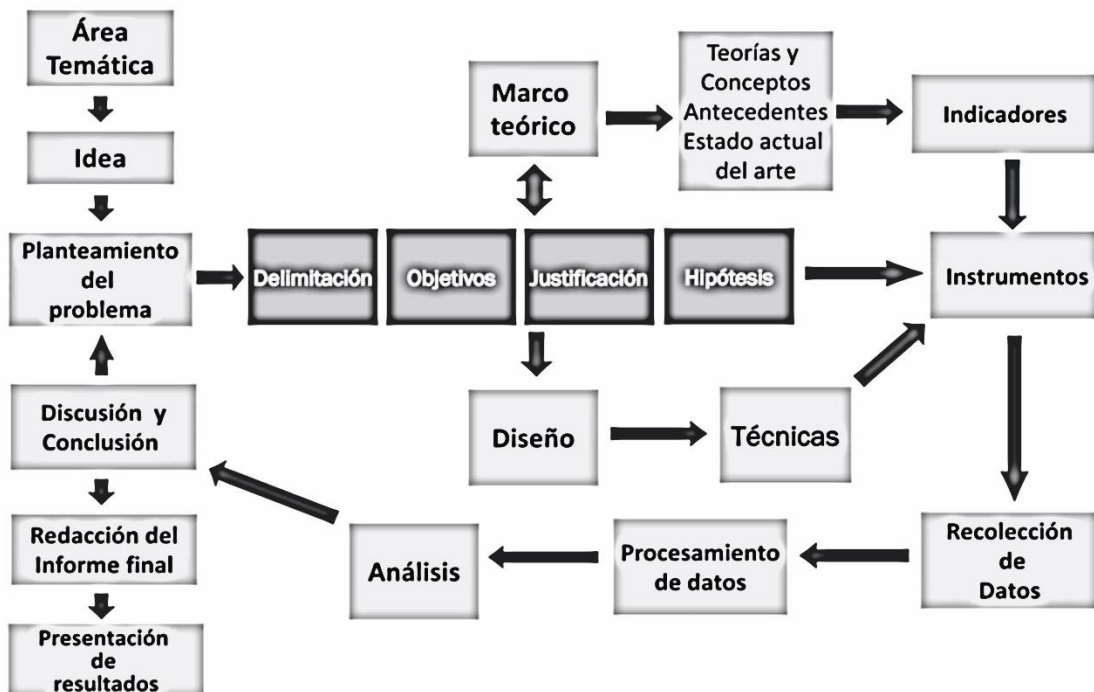 Área
Temática
Idea
Planteamiento
del
problema
Delimitación
Objetivos
Justificación
Hipótesis
Marco
teórico
Teorías y
Conceptos
Antecedentes
Estado actual
del arte
Indicadores
Instrumentos
Diseño
Técnicas
Recolección
de
Datos
Procesamiento
de datos
Análisis
Discusión y
Conclusión
Redacción del
Informe final
Presentación
de
resultados